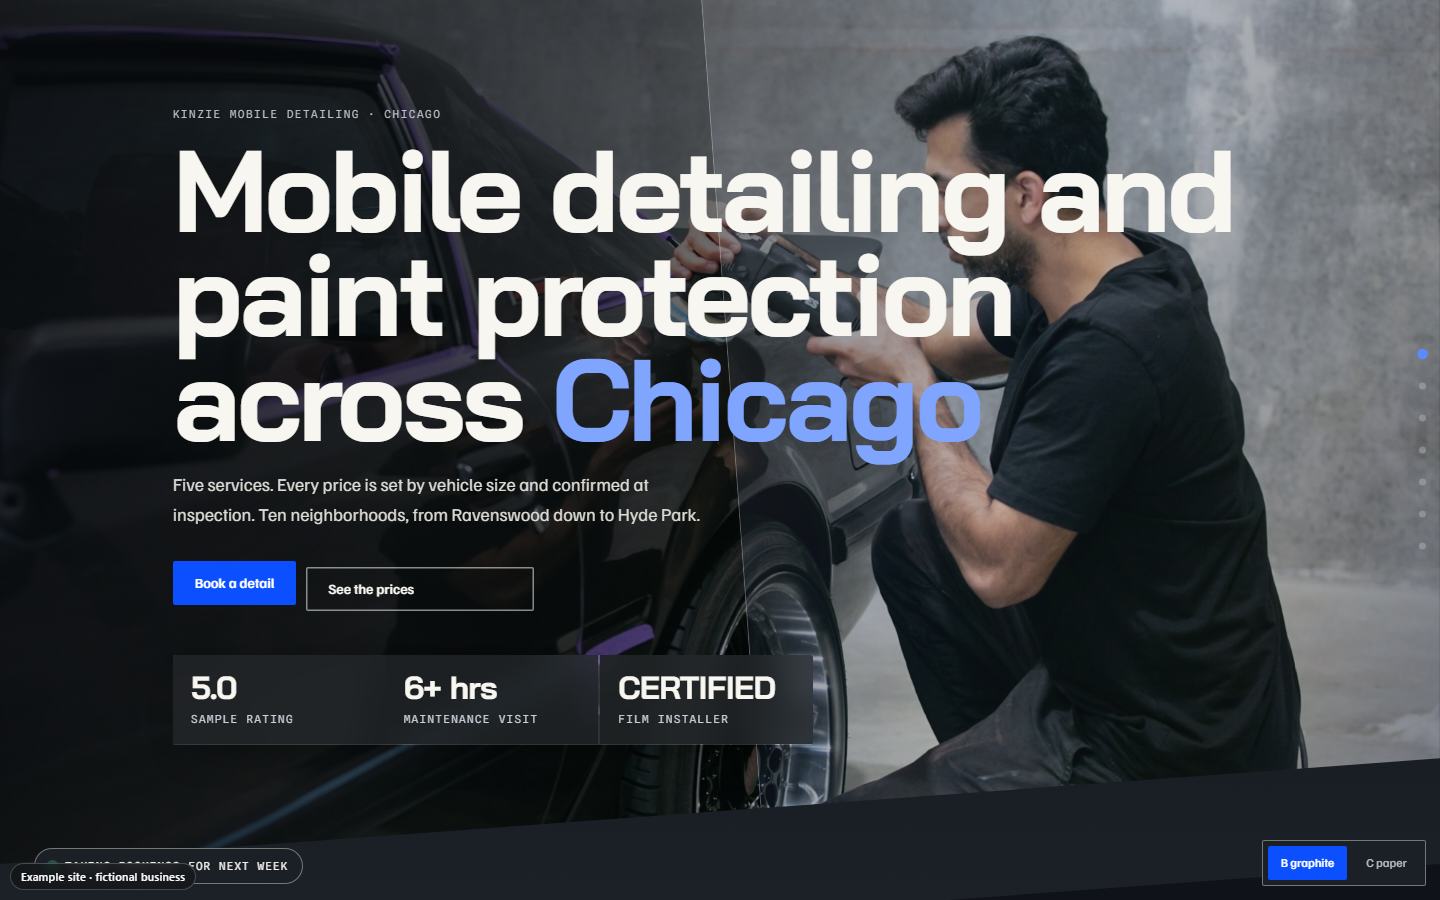 KINZIE MOBILE DETAILING · CHICAGO
Mobile detailing and
paint protection
across Chicago
Five services. Every price is set by vehicle size and confirmed at
inspection. Ten neighborhoods, from Ravenswood down to Hyde Park.
Book a detail
See the prices
5.0
SAMPLE RATING
6+ hrs
MAINTENANCE VISIT
CERTIFIED
FILM INSTALLER
FOR NEXT WEEK
Example site · fictional business
B graphite
C paper